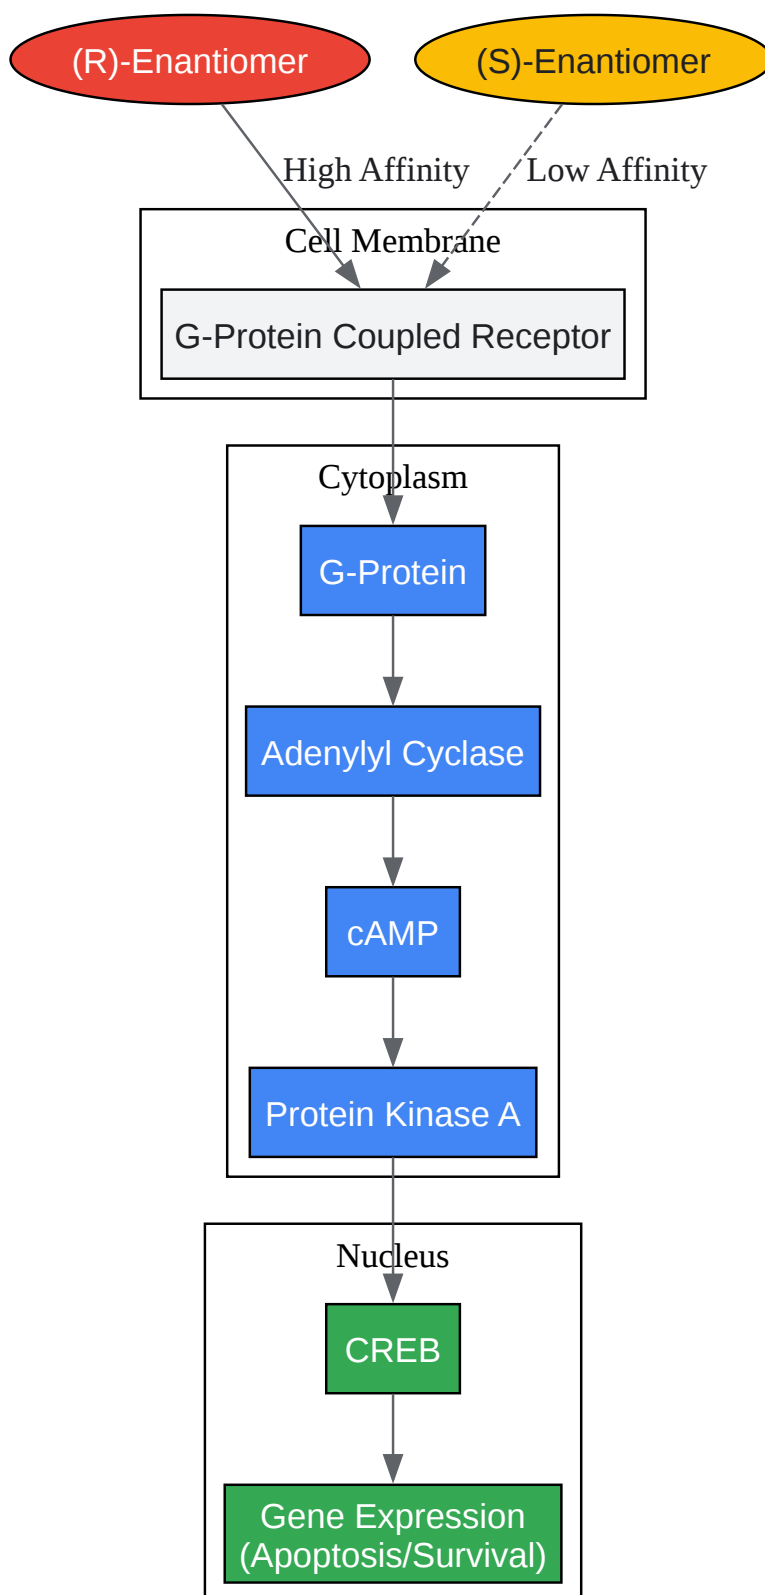 (R)-Enantiomer
(S)-Enantiomer
High Affinity
Low Affinity
Cell Membrane
G-Protein Coupled Receptor
Cytoplasm
G-Protein
Adenylyl Cyclase
cAMP
Protein Kinase A
Nucleus
CREB
Gene Expression
(Apoptosis/Survival)